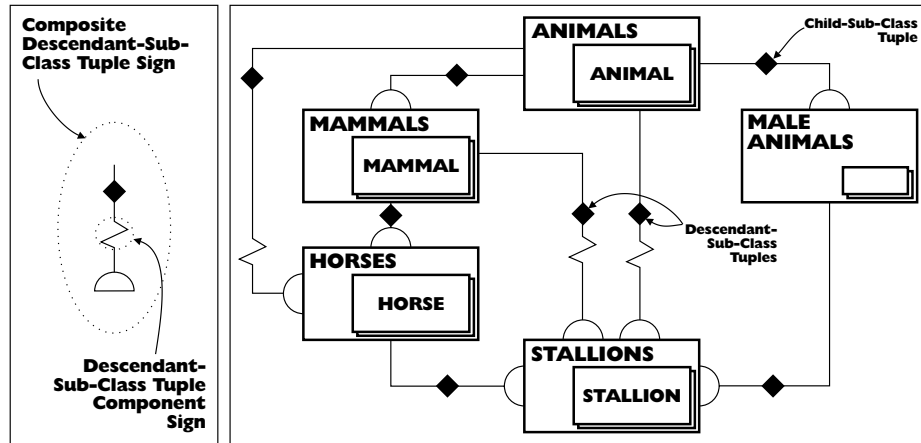 Composite
Descendant-Sub-
Class Tuple Sign
Descendant-
Sub-Class Tuple
Component
Sign
ANIMALS
ANIMAL
Child-Sub-Class
Tuple
MAMMALS
MAMMAL
MALE
ANIMALS
Descendant-
Sub-Class
Tuples
HORSES
HORSE
STALLIONS
STALLION